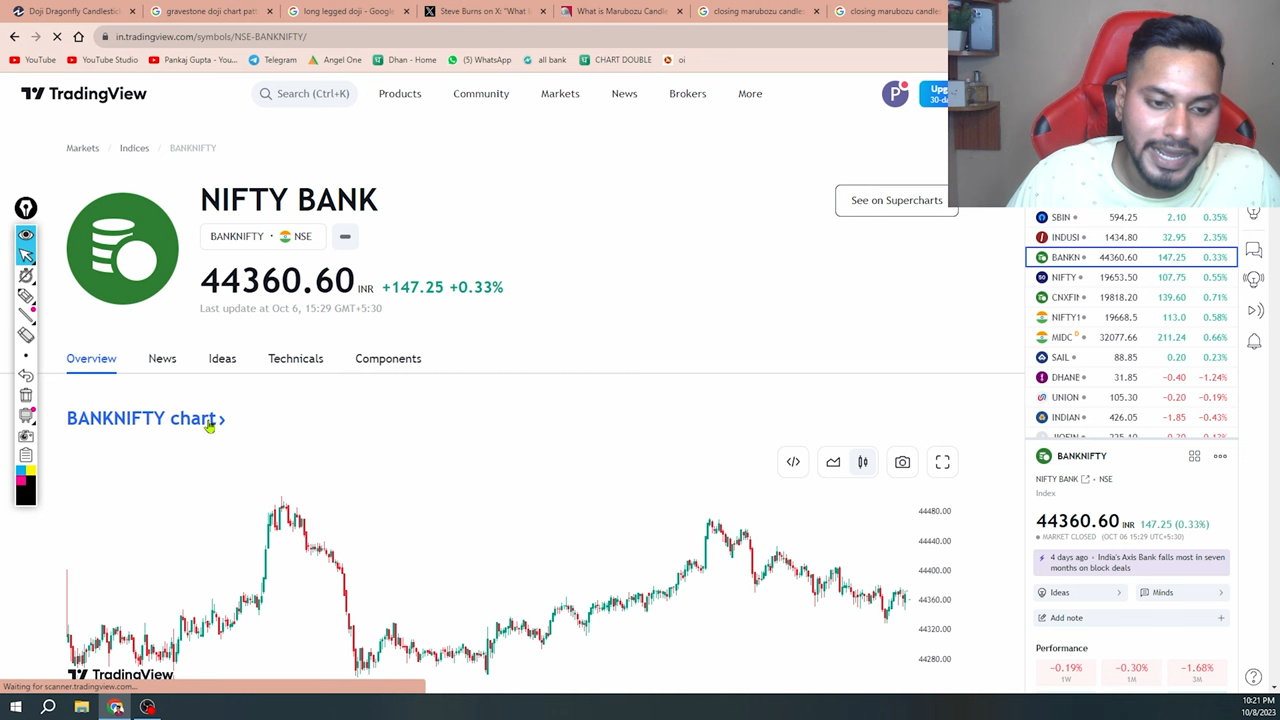 Doji Dragonfly Candlestick
gravestone doji chart patt
long legged doji - Google
Steve Burns on X: "What I
What is Marubozu Candle
closing marubozu candles
closing marubozu candle
in.tradingview.com/symbols/NSE-BANKNIFTY/
YouTube
YouTube Studio
Pankaj Gupta - You...
Telegram
Angel One
Dhan - Home
(5) WhatsApp
all bank
CHART DOUBLE
oi
TradingView
Search (Ctrl+K)
Products
Community
Markets
News
Brokers
More
P
Upg
30-da
Markets / Indices / BANKNIFTY
NIFTY BANK
BANKNIFTY · NSE
See on Supercharts
44360.60 INR +147.25 +0.33%
Last update at Oct 6, 15:29 GMT+5:30
Overview
News
Ideas
Technicals
Components
BANKNIFTY chart ›
44480.00
44440.00
44400.00
44360.00
44320.00
44280.00
TradingView
Waiting for scanner.tradingview.com...
SBIN 594.25 2.10 0.35%
INDUSI 1434.80 32.95 2.35%
BANKN 44360.60 147.25 0.33%
NIFTY 19653.50 107.75 0.55%
CNXFIN 19818.20 139.60 0.71%
NIFTY1 19668.5 113.0 0.58%
MIDC D 32077.66 211.24 0.66%
SAIL 88.85 0.20 0.23%
DHANE 31.85 −0.40 −1.24%
UNION 105.30 −0.20 −0.19%
INDIAN 426.05 −1.85 −0.43%
BANKNIFTY
NIFTY BANK · NSE
Index
44360.60 INR 147.25 (0.33%)
MARKET CLOSED (OCT 06 15:29 UTC+5:30)
4 days ago · India's Axis Bank falls most in seven
months on block deals
Ideas
Minds
Add note
Performance
−0.19%
1W
−0.30%
1M
−1.68%
3M
10:21 PM
10/8/2023